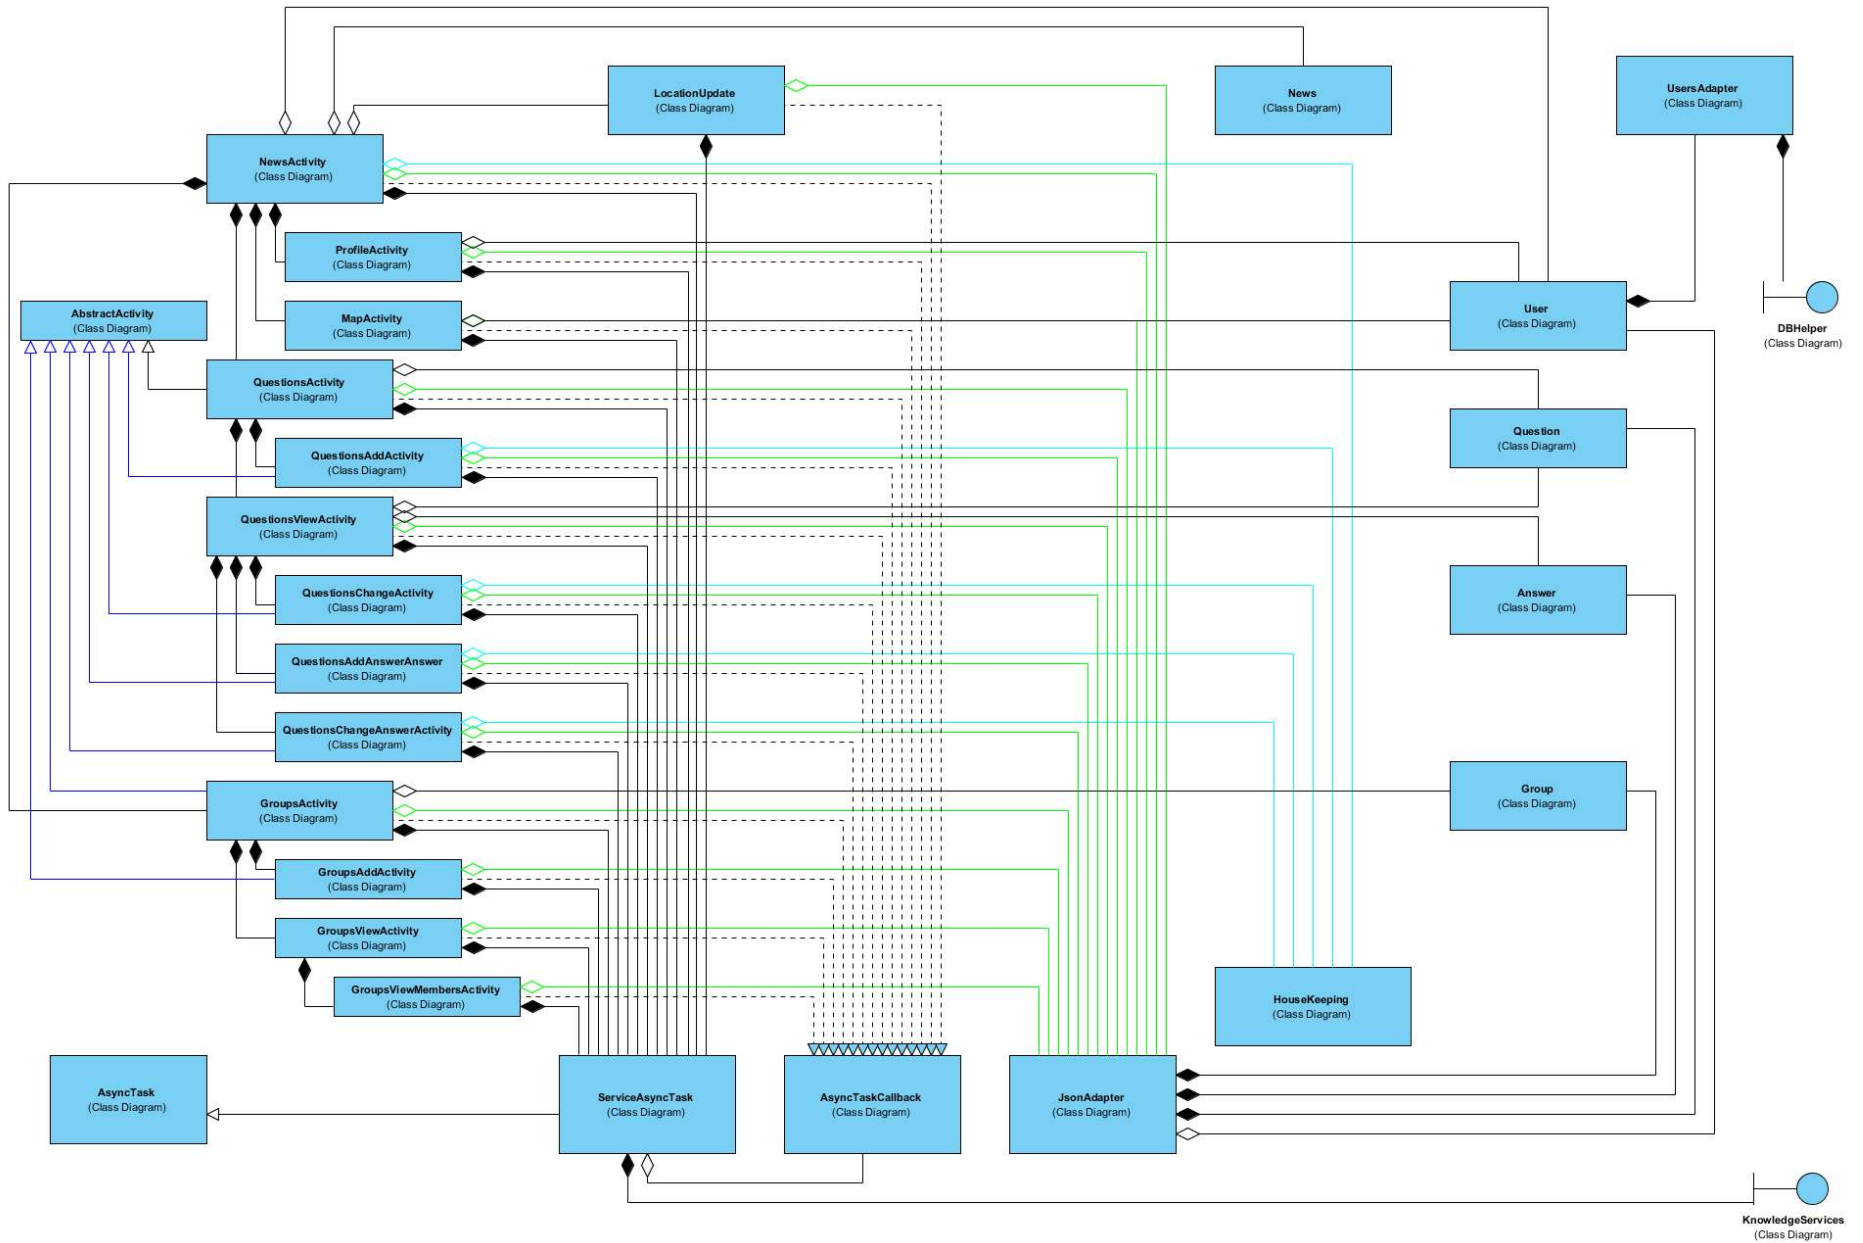 LocationUpdate
(Class Diagram)
News
(Class Diagram)
UsersAdapter
(Class Diagram)
NewsActivity
(Class Diagram)
ProfileActivity
(Class Diagram)
AbstractActivity
(Class Diagram)
MapActivity
(Class Diagram)
User
(Class Diagram)
DBHelper
(Class Diagram)
QuestionsActivity
(Class Diagram)
Question
(Class Diagram)
QuestionsAddActivity
(Class Diagram)
QuestionsViewActivity
(Class Diagram)
QuestionsChangeActivity
(Class Diagram)
Answer
(Class Diagram)
QuestionsAddAnswerAnswer
(Class Diagram)
QuestionsChangeAnswerActivity
(Class Diagram)
GroupsActivity
(Class Diagram)
Group
(Class Diagram)
GroupsAddActivity
(Class Diagram)
GroupsViewActivity
(Class Diagram)
GroupsViewMembersActivity
(Class Diagram)
HouseKeeping
(Class Diagram)
AsyncTask
(Class Diagram)
ServiceAsyncTask
(Class Diagram)
AsyncTaskCallback
(Class Diagram)
JsonAdapter
(Class Diagram)
KnowledgeServices
(Class Diagram)